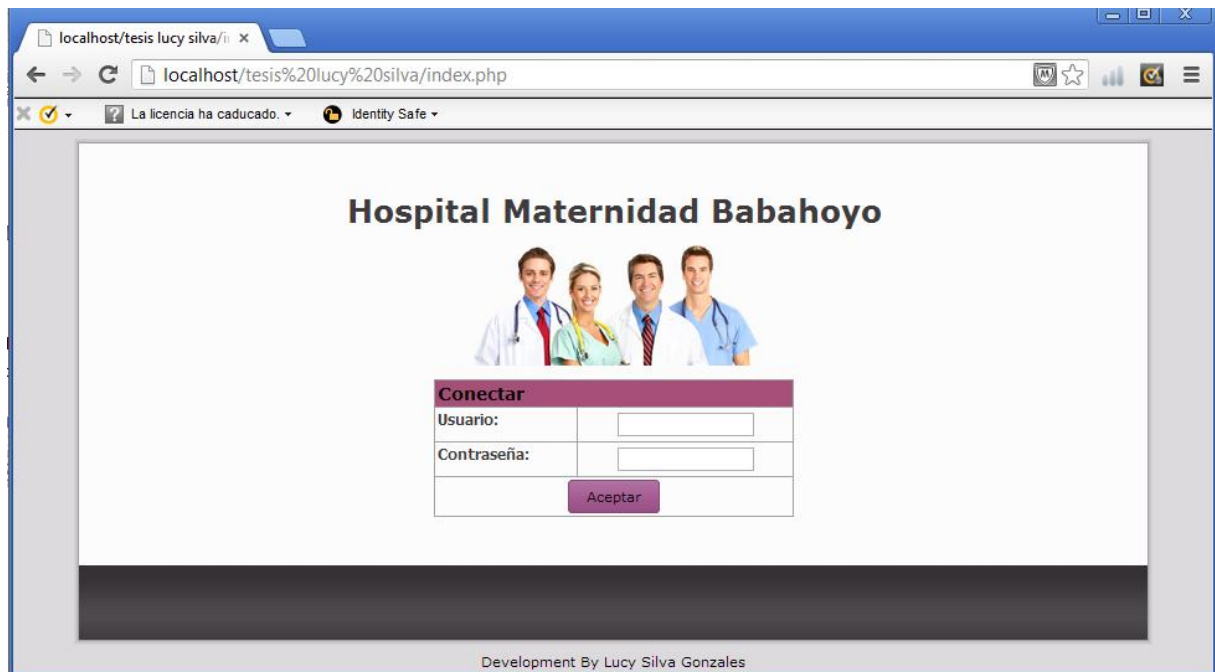 localhost/tesis lucy silva/i
localhost/tesis%20lucy%20silva/index.php
La licencia ha caducado.
Identity Safe
Hospital Maternidad Babahoyo
Conectar
Usuario:
Contraseña:
Aceptar
Development By Lucy Silva Gonzales